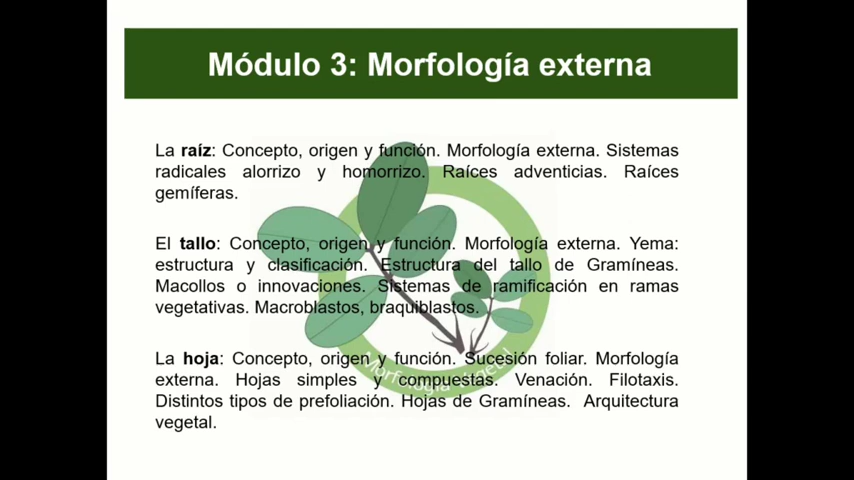 Módulo 3: Morfología externa
La raíz: Concepto, origen y función. Morfología externa. Sistemas
radicales alorrizo y homorrizo. Raíces adventicias. Raíces
gemíferas.
El tallo: Concepto, origen y función. Morfología externa. Yema:
estructura y clasificación. Estructura del tallo de Gramíneas.
Macollos o innovaciones. Sistemas de ramificación en ramas
vegetativas. Macroblastos, braquiblastos.
La hoja: Concepto, origen y función. Sucesión foliar. Morfología
externa. Hojas simples y compuestas. Venación. Filotaxis.
Distintos tipos de prefoliación. Hojas de Gramíneas. Arquitectura
vegetal.
Morfología Vegetal